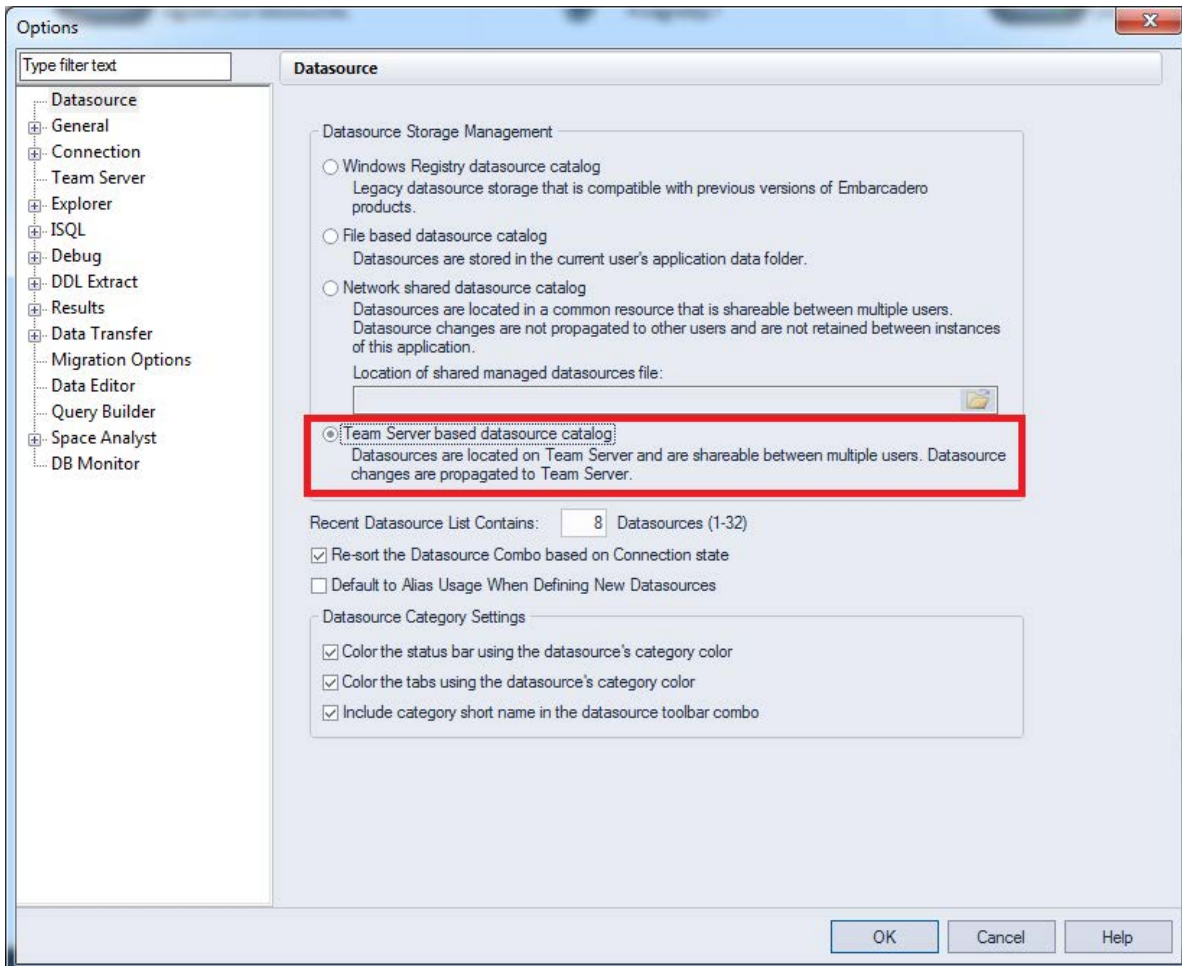 Options
Type filter text
Datasource
Datasource
General
Connection
Team Server
Explorer
ISQL
Debug
DDL Extract
Results
Data Transfer
Migration Options
Data Editor
Query Builder
Space Analyst
DB Monitor
Datasource Storage Management
Windows Registry datasource catalog
Legacy datasource storage that is compatible with previous versions of Embarcadero
products.
File based datasource catalog
Datasources are stored in the current user's application data folder.
Network shared datasource catalog
Datasources are located in a common resource that is shareable between multiple users.
Datasource changes are not propagated to other users and are not retained between instances
of this application.
Location of shared managed datasources file:
Team Server based datasource catalog
Datasources are located on Team Server and are shareable between multiple users. Datasource
changes are propagated to Team Server.
Recent Datasource List Contains: 8 Datasources (1-32)
Re-sort the Datasource Combo based on Connection state
Default to Alias Usage When Defining New Datasources
Datasource Category Settings
Color the status bar using the datasource's category color
Color the tabs using the datasource's category color
Include category short name in the datasource toolbar combo
OK Cancel Help